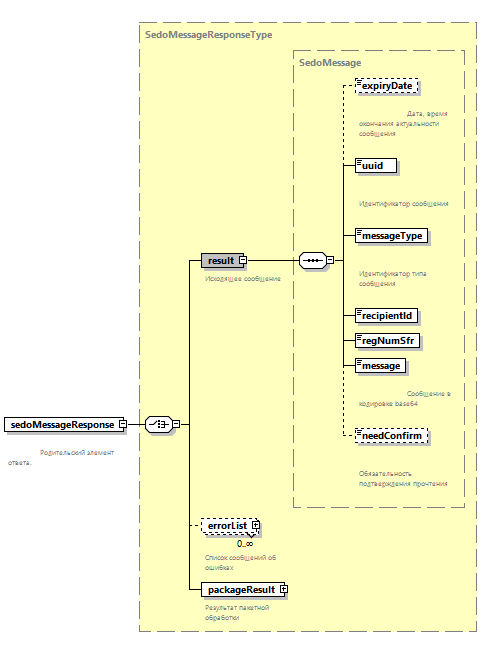 SedoMessageResponseType
SedoMessage
expiryDate
Дата, время
окончания актуальности
сообщения
uuid
Идентификатор сообщения
messageType
Идентификатор типа
сообщения
result
Исходящее сообщение
recipientId
regNumSfr
message
Сообщение в
кодировке base64
sedoMessageResponse
Родительский элемент
ответа.
needConfirm
Обязательность
подтверждения прочтения
errorList
0..∞
Список сообщений об
ошибках
packageResult
Результат пакетной
обработки